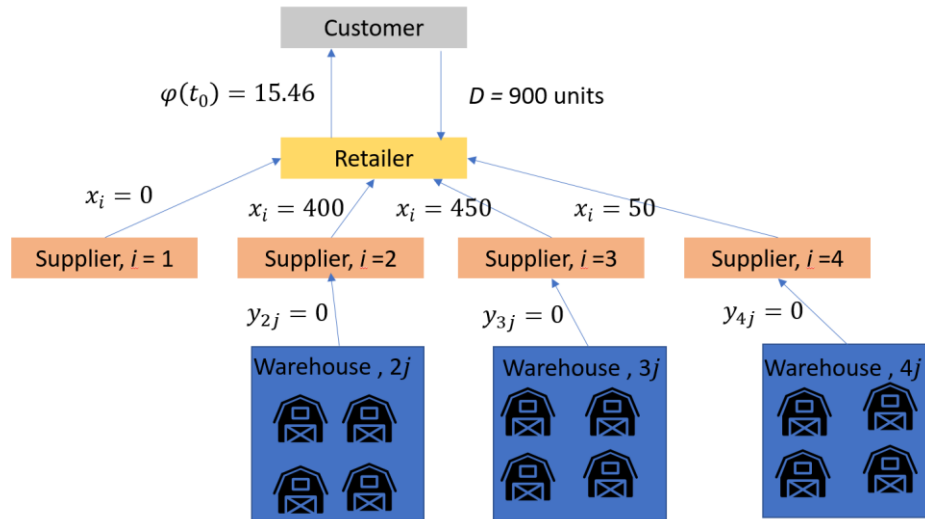 Customer
φ(t₀) = 15.46
D = 900 units
Retailer
xᵢ = 0
xᵢ = 400
xᵢ = 450
xᵢ = 50
Supplier, i = 1
Supplier, i =2
Supplier, i =3
Supplier, i =4
y₂ⱼ = 0
y₃ⱼ = 0
y₄ⱼ = 0
Warehouse , 2j
Warehouse , 3j
Warehouse , 4j